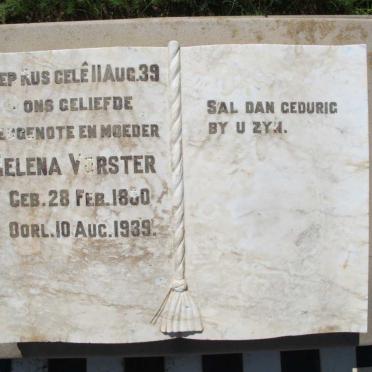 EP RUS GELÊ 11 AUG. 39
ONS GELIEFDE
GENOTE EN MOEDER
ELENA VORSTER
GEB. 28 FEB. 1860
OORL. 10 AUG. 1939.
SAL DAN GEDURIG
BY U ZYN.